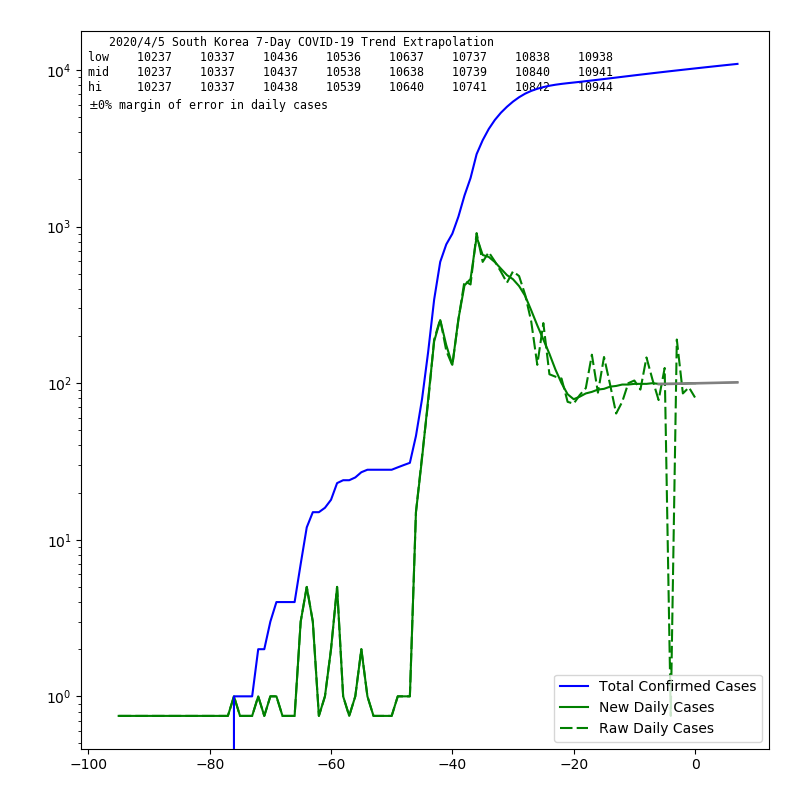 2020/4/5 South Korea 7-Day COVID-19 Trend Extrapolation
low 10237 10337 10436 10536 10637 10737 10838 10938
mid 10237 10337 10437 10538 10638 10739 10840 10941
hi 10237 10337 10438 10539 10640 10741 10842 10944
±0% margin of error in daily cases
10⁴
10³
10²
10¹
10⁰
Total Confirmed Cases
New Daily Cases
Raw Daily Cases
−100 −80 −60 −40 −20 0